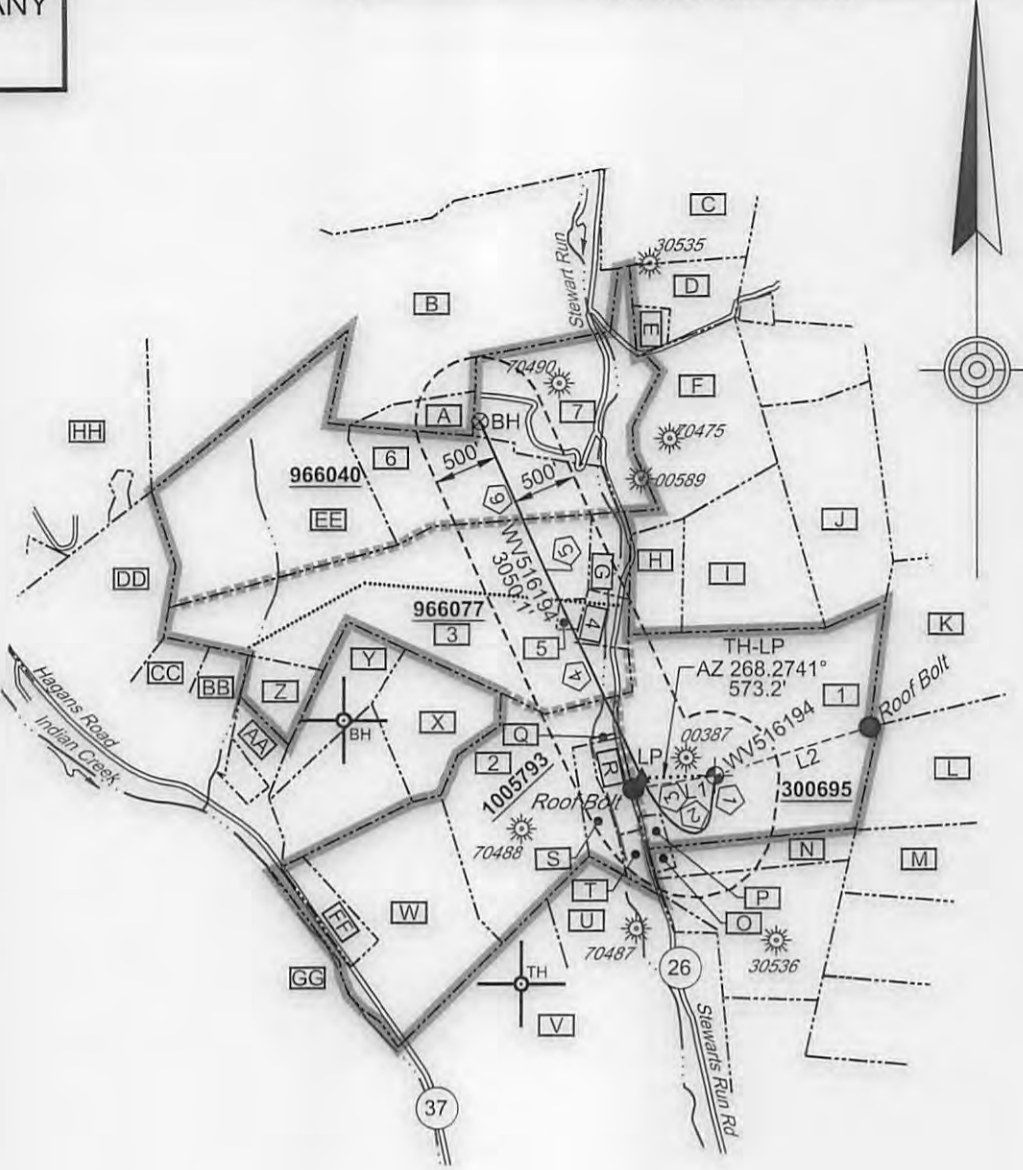 ANY
C
30535
D
Stewart Run
B
E
70490
7
F
A
BH
HH
70475
6
500'
500'
00589
966040
6
EE
J
WV516194
3050.1'
5
G
H
I
DD
966077
3
4
5
4
K
TH-LP
AZ 268.2741°
573.2'
1
Roof Bolt
CC
BB
Z
Y
AA
BH
X
Q
00387
WV516194
LP
L2
Hagans Road
Indian Creek
2
1005793
R
3
L1
2
1
300695
L
Roof Bolt
70488
S
N
M
T
P
W
FF
U
O
70487
30536
GG
TH
26
V
Stewarts Run Rd
37